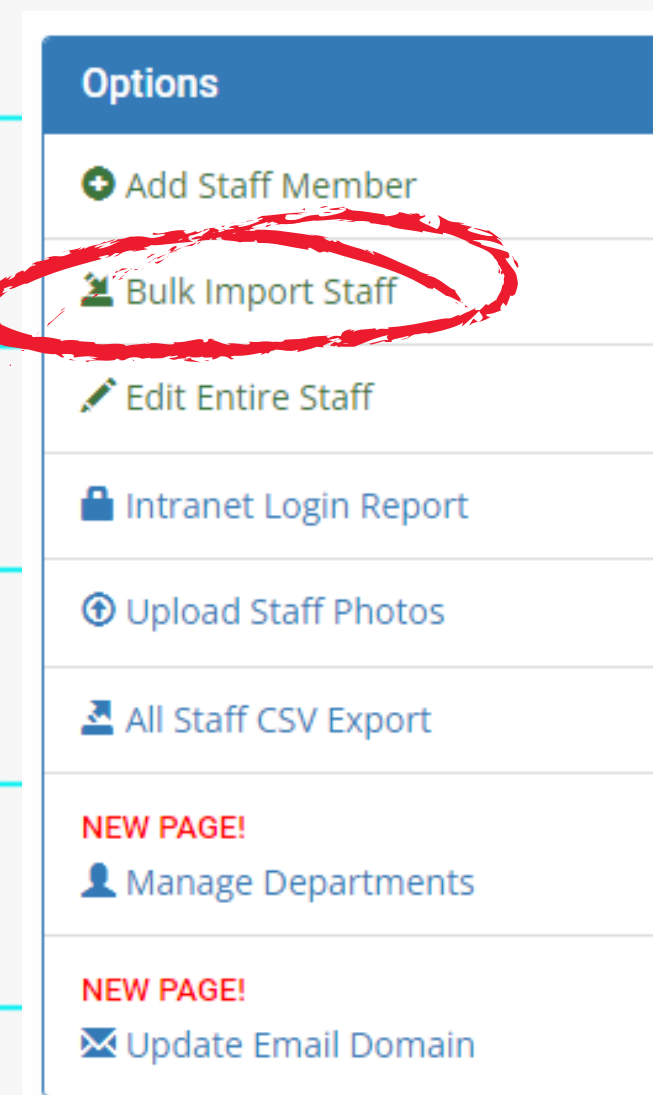 Options
Add Staff Member
Bulk Import Staff
Edit Entire Staff
Intranet Login Report
Upload Staff Photos
All Staff CSV Export
NEW PAGE!
Manage Departments
NEW PAGE!
Update Email Domain